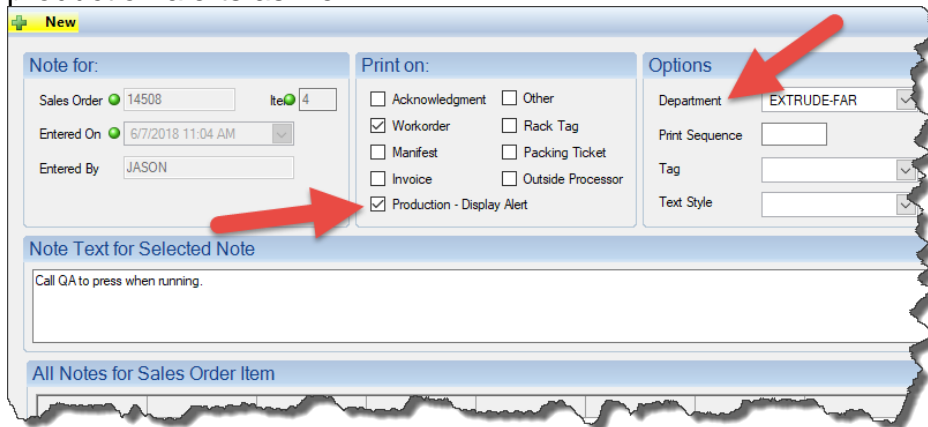 New
Note for:
Print on:
Options
Sales Order 14508 Ite 4
Acknowledgment Other
Department EXTRUDE-FAR
Entered On 6/7/2018 11:04 AM
Workorder Rack Tag
Print Sequence
Entered By JASON
Manifest Packing Ticket
Tag
Invoice Outside Processor
Text Style
Production - Display Alert
Note Text for Selected Note
Call QA to press when running.
All Notes for Sales Order Item